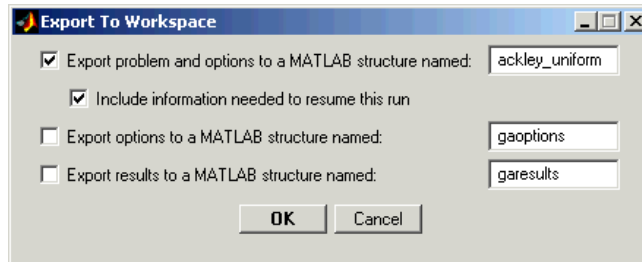 Export To Workspace
Export problem and options to a MATLAB structure named: ackley_uniform
Include information needed to resume this run
Export options to a MATLAB structure named: gaoptions
Export results to a MATLAB structure named: garesults
OK Cancel